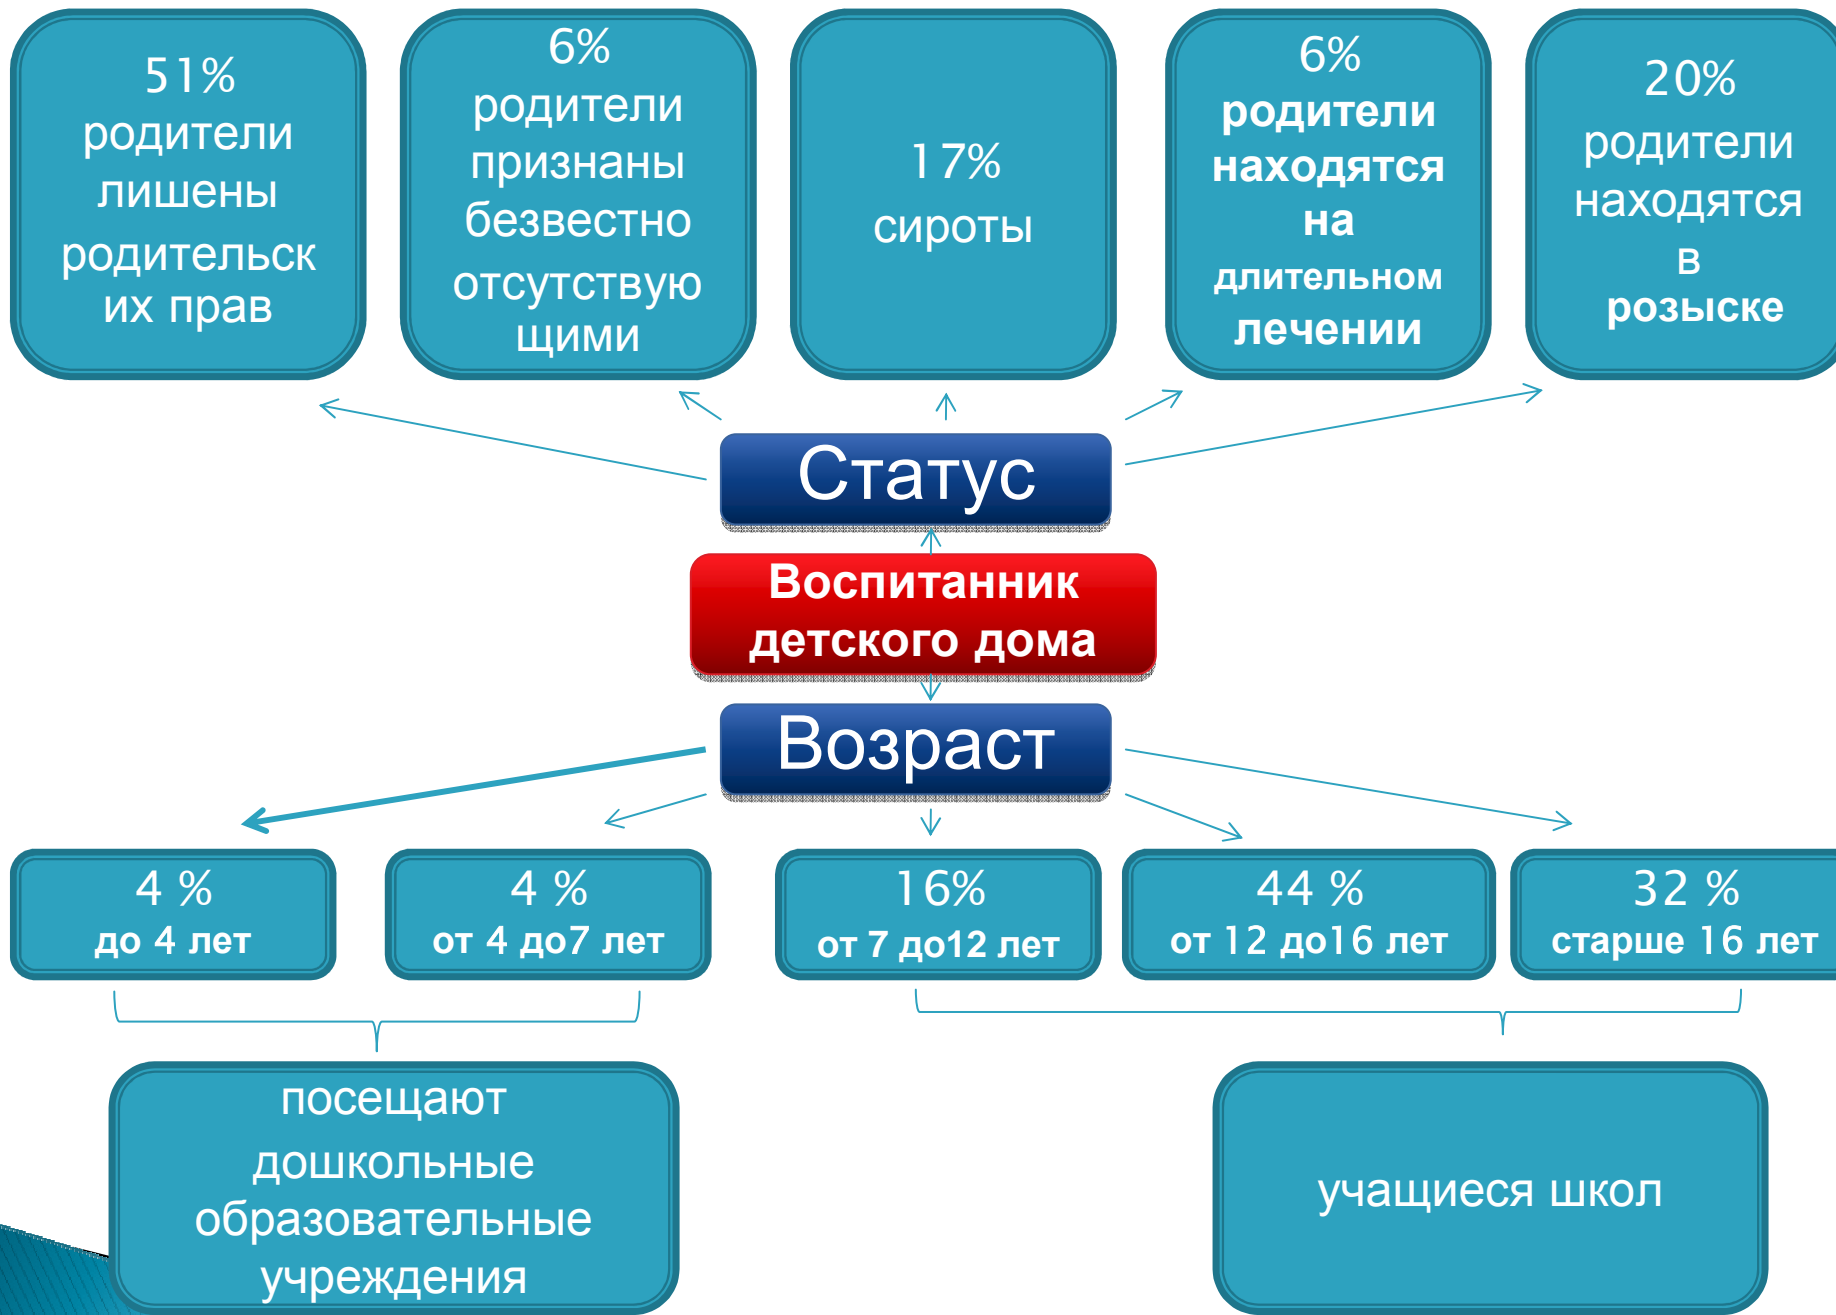 51%
родители
лишены
родительск
их прав
6%
родители
признаны
безвестно
отсутствую
щими
17%
сироты
6%
родители
находятся
на
длительном
лечении
20%
родители
находятся
в
розыске
Статус
Воспитанник
детского дома
Возраст
4 %
до 4 лет
4 %
от 4 до7 лет
16%
от 7 до12 лет
44 %
от 12 до16 лет
32 %
старше 16 лет
посещают
дошкольные
образовательные
учреждения
учащиеся школ